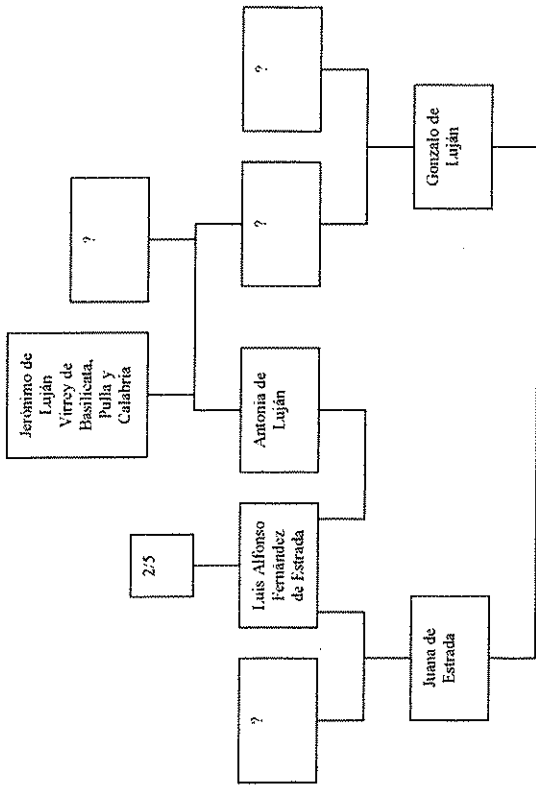 Jerónimo de
Luján
Virrey de
Basilicata,
Pulla y
Calabria
?
2/5
?
Luis Alfonso
Fernández
de Estrada
Antonia de
Luján
?
?
Juana de
Estrada
Gonzalo de
Luján